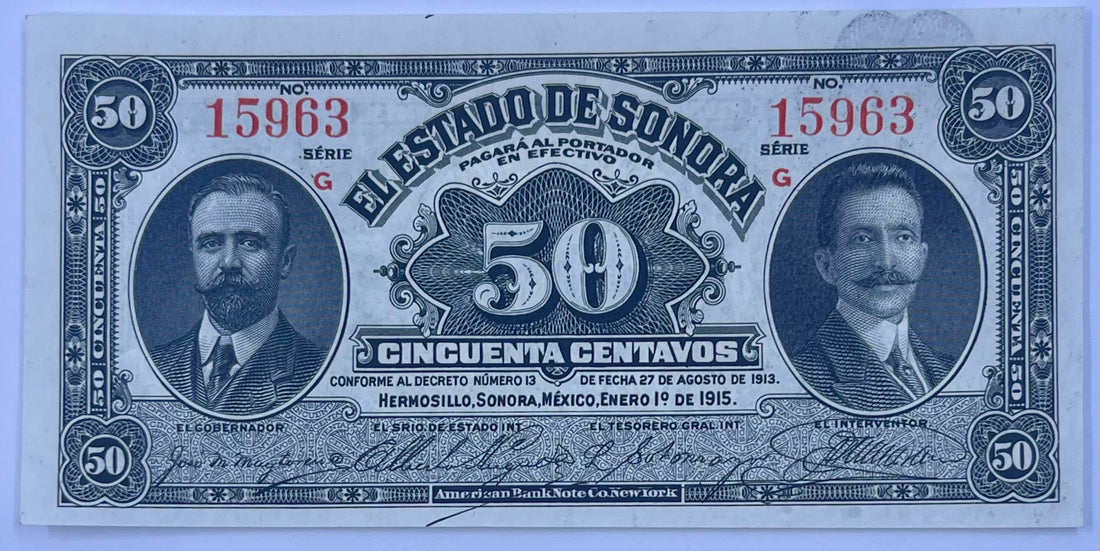 50
50
NO.
15963
NO.
15963
SÉRIE
G
SÉRIE
G
EL ESTADO DE SONORA
PAGARÁ AL PORTADOR
EN EFECTIVO
50
50 CINCUENTA 50
50 CINCUENTA 50
CINCUENTA CENTAVOS
CONFORME AL DECRETO NÚMERO 13 DE FECHA 27 DE AGOSTO DE 1913.
HERMOSILLO, SONORA, MÉXICO, ENERO 1º DE 1915.
EL GOBERNADOR
EL SRIO. DE ESTADO INT.
EL TESORERO GRAL. INT.
EL INTERVENTOR
50
50
American Bank Note Co. New York